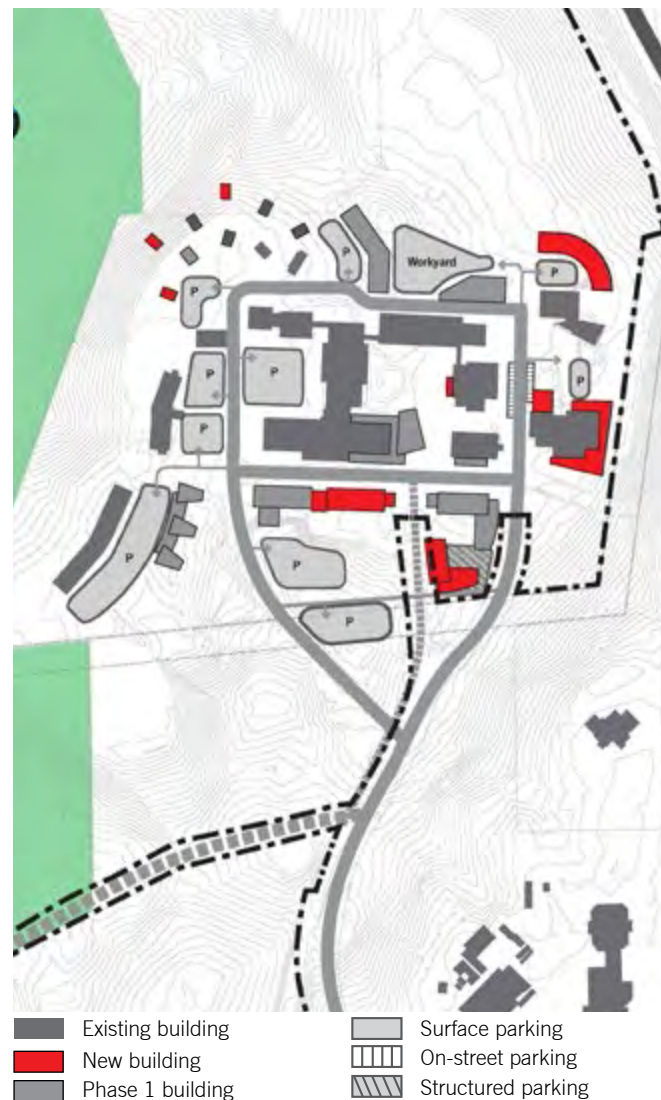 P
Workyard
P
P
P
P
P
P
P
P
P
Existing building
New building
Phase 1 building
Surface parking
On-street parking
Structured parking